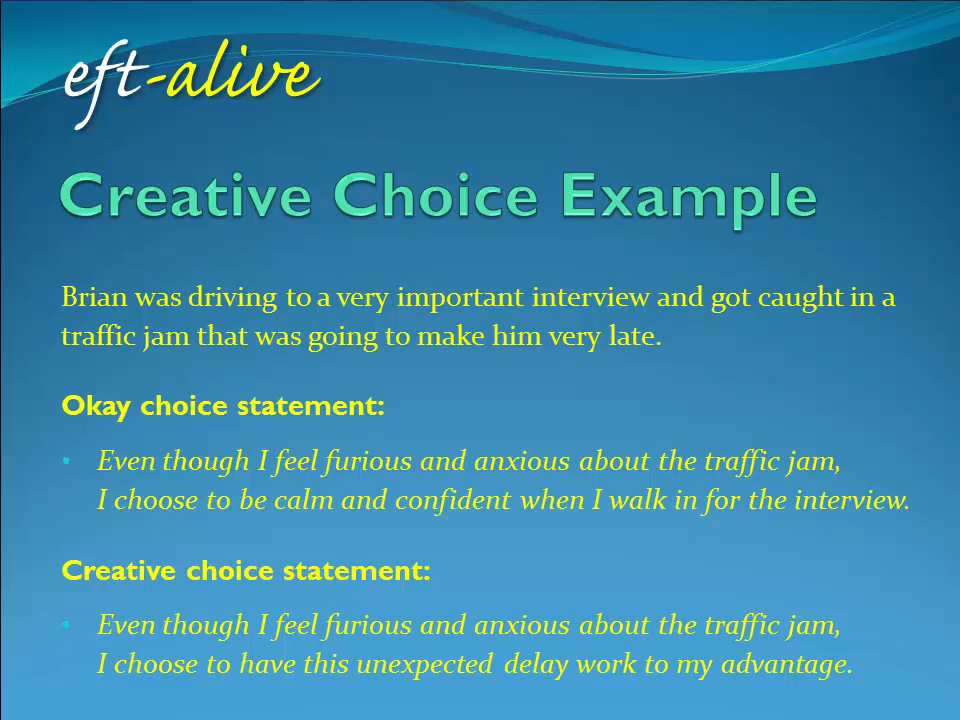 eft-alive
Creative Choice Example
Brian was driving to a very important interview and got caught in a
traffic jam that was going to make him very late.
Okay choice statement:
• Even though I feel furious and anxious about the traffic jam,
I choose to be calm and confident when I walk in for the interview.
Creative choice statement:
• Even though I feel furious and anxious about the traffic jam,
I choose to have this unexpected delay work to my advantage.